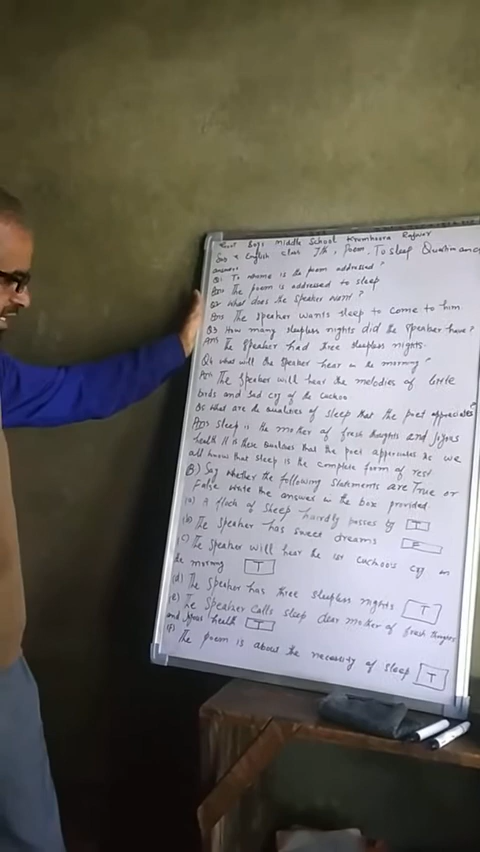 Govt Boys Middle School Krumhoora Rafwor
Sub = English class 7th, Poem, To Sleep Question and
answers
Q1 To whome is the poem addressed?
Ans The poem is addressed to sleep
Q2 What does the speaker want?
Ans The speaker wants sleep to come to him
Q3 How many sleepless nights did the speaker have?
Ans The speaker had three sleepless nights.
Q4 what will the speaker hear in the morning?
Ans The speaker will hear the melodies of little
birds and sad cry of the cuckoo
Q5 What are the qualities of sleep that the poet appreciates
Ans Sleep is the mother of fresh thoughts and joyous
health It is these qualities that the poet appreciates As we
all know that sleep is the complete form of rest
B) Say whether the following statements are True or
False write the answer in the box provided.
(a) A flock of sheep hairdly passes by T
(b) The speaker has sweet dreams F
(c) The speaker will hear the 1st cuckoo's cry in
the morning T
(d) The speaker has three sleepless nights T
(e) The speaker calls sleep dear mother of fresh thoughts
and joyous health T
(f) The poem is about the necessity of sleep T